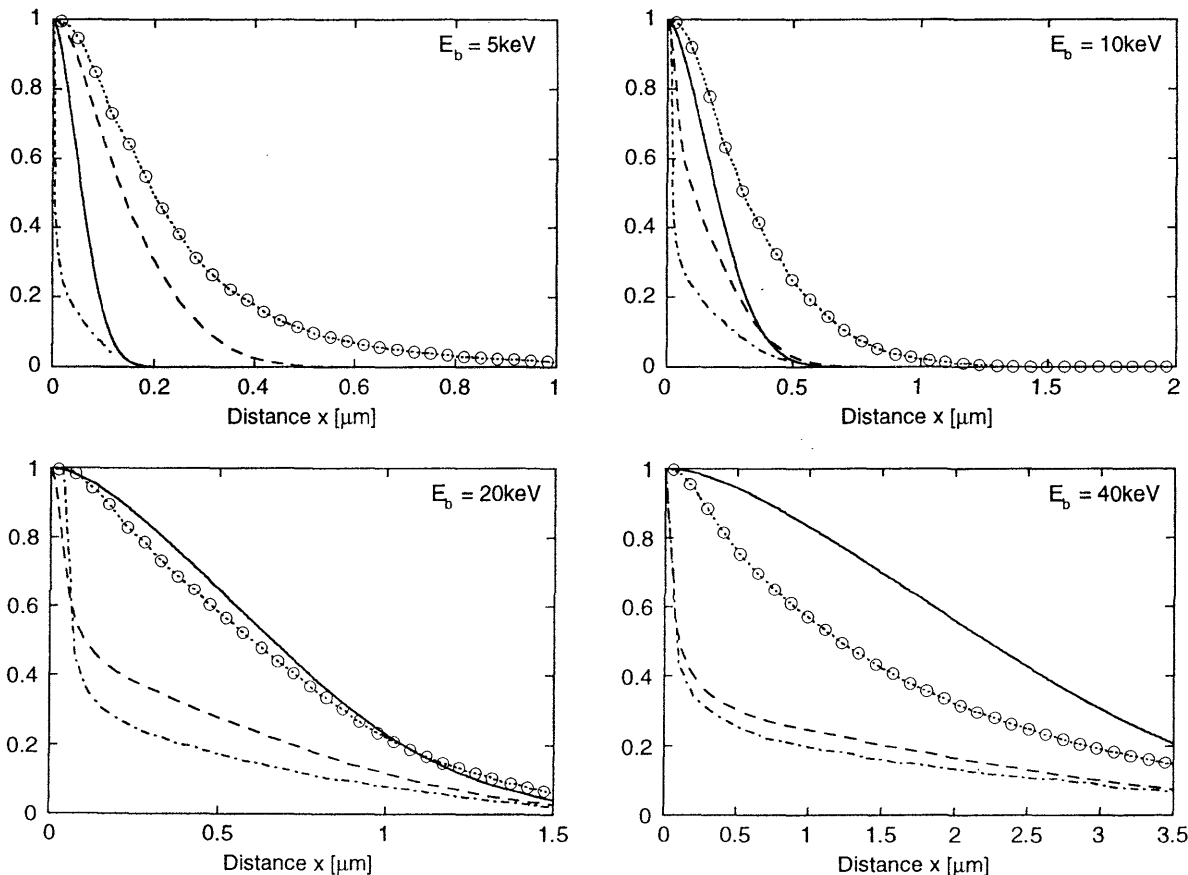 1
0.8
0.6
0.4
0.2
0
E_b = 5keV
0 0.2 0.4 0.6 0.8 1
Distance x [μm]
1
0.8
0.6
0.4
0.2
0
E_b = 10keV
0 0.5 1 1.5 2
Distance x [μm]
1
0.8
0.6
0.4
0.2
0
E_b = 20keV
0 0.5 1 1.5
Distance x [μm]
1
0.8
0.6
0.4
0.2
0
E_b = 40keV
0 0.5 1 1.5 2 2.5 3 3.5
Distance x [μm]